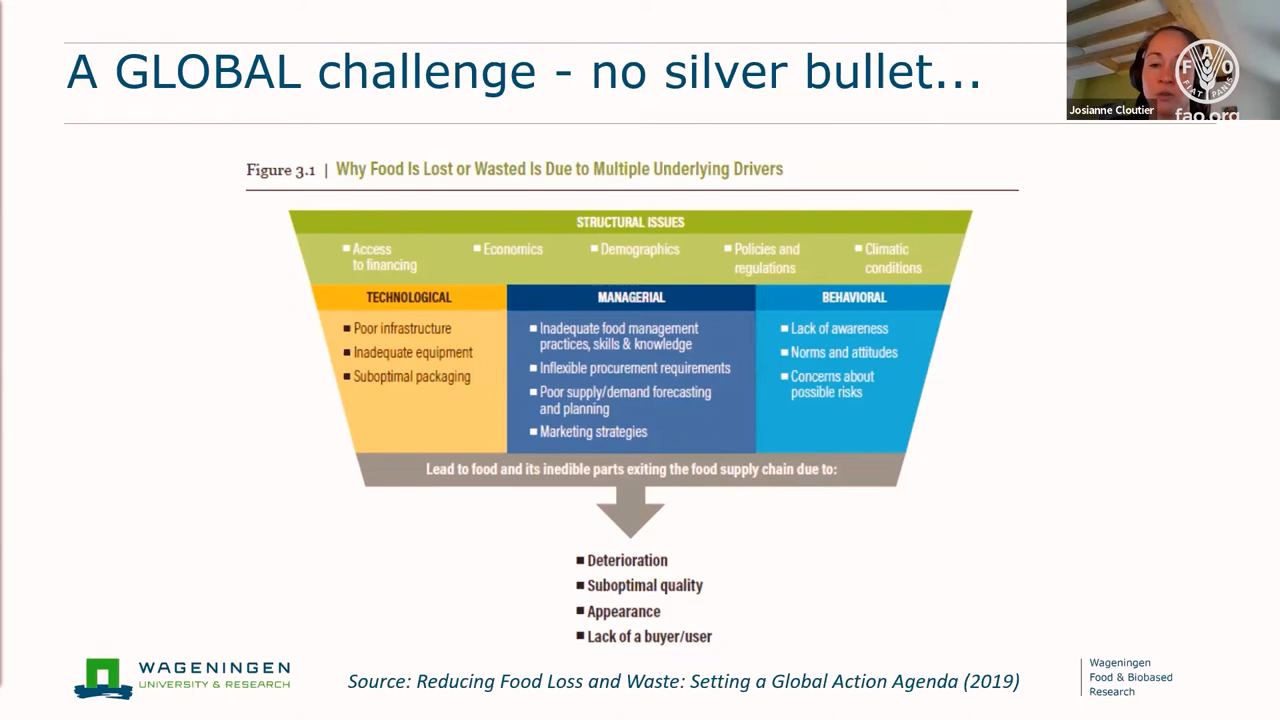 A GLOBAL challenge - no silver bullet...
Josianne Cloutier
F A O
FIAT PANIS
fao.org
Figure 3.1 | Why Food Is Lost or Wasted Is Due to Multiple Underlying Drivers
STRUCTURAL ISSUES
■ Access
to financing
■ Economics
■ Demographics
■ Policies and
regulations
■ Climatic
conditions
TECHNOLOGICAL
■ Poor infrastructure
■ Inadequate equipment
■ Suboptimal packaging
MANAGERIAL
■ Inadequate food management
practices, skills & knowledge
■ Inflexible procurement requirements
■ Poor supply/demand forecasting
and planning
■ Marketing strategies
BEHAVIORAL
■ Lack of awareness
■ Norms and attitudes
■ Concerns about
possible risks
Lead to food and its inedible parts exiting the food supply chain due to:
■ Deterioration
■ Suboptimal quality
■ Appearance
■ Lack of a buyer/user
WAGENINGEN
UNIVERSITY & RESEARCH
Source: Reducing Food Loss and Waste: Setting a Global Action Agenda (2019)
Wageningen
Food & Biobased
Research